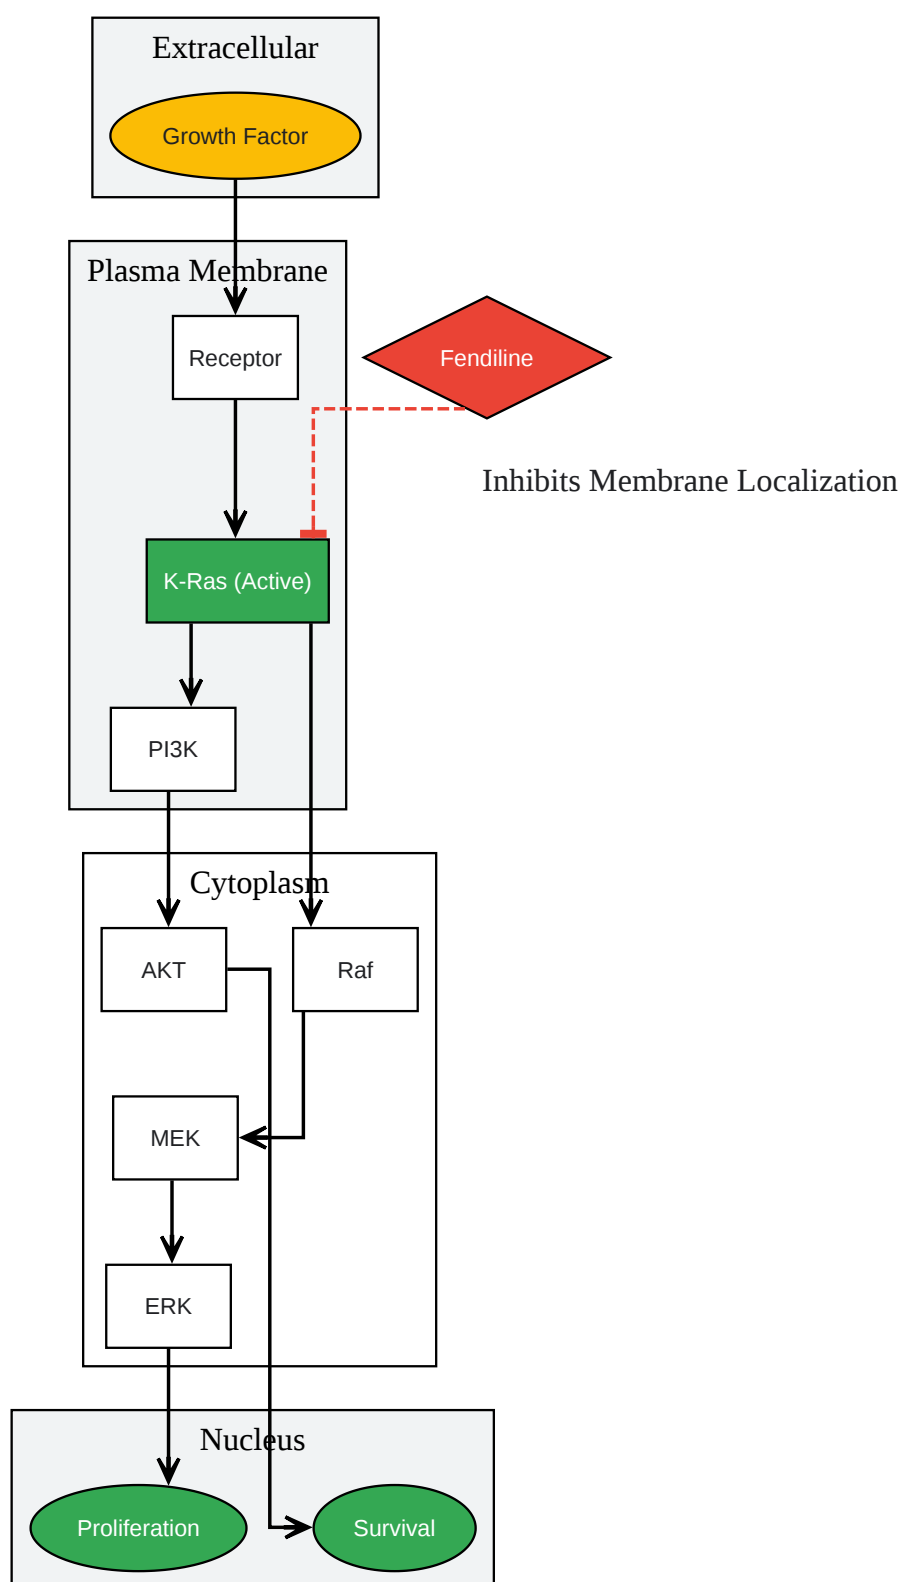 Extracellular
Growth Factor
Plasma Membrane
Receptor
Fendiline
Inhibits Membrane Localization
K-Ras (Active)
PI3K
Cytoplasm
AKT
Raf
MEK
ERK
Nucleus
Proliferation
Survival